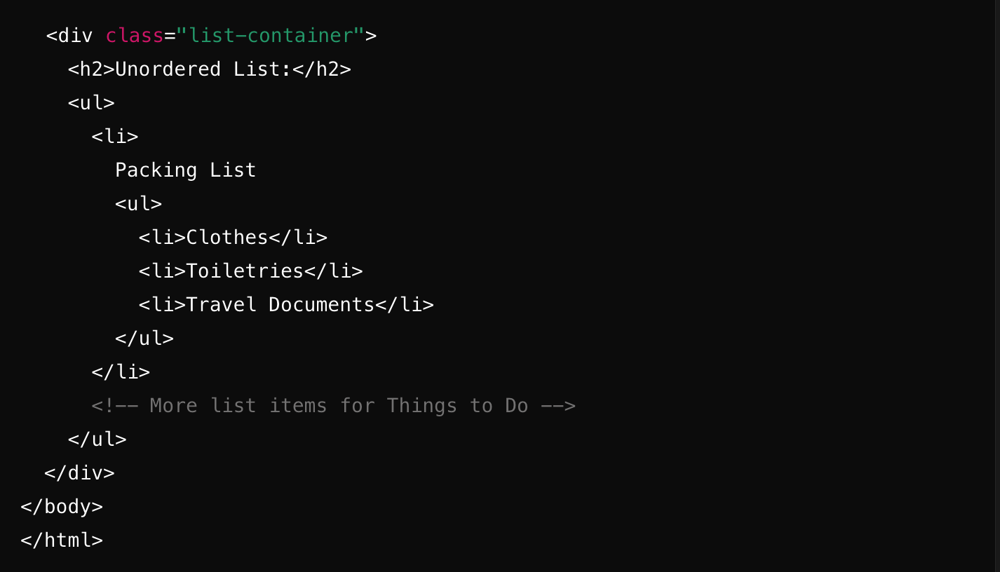 <div class="list-container">
<h2>Unordered List:</h2>
<ul>
<li>
Packing List
<ul>
<li>Clothes</li>
<li>Toiletries</li>
<li>Travel Documents</li>
</ul>
</li>
<!-- More list items for Things to Do -->
</ul>
</div>
</body>
</html>